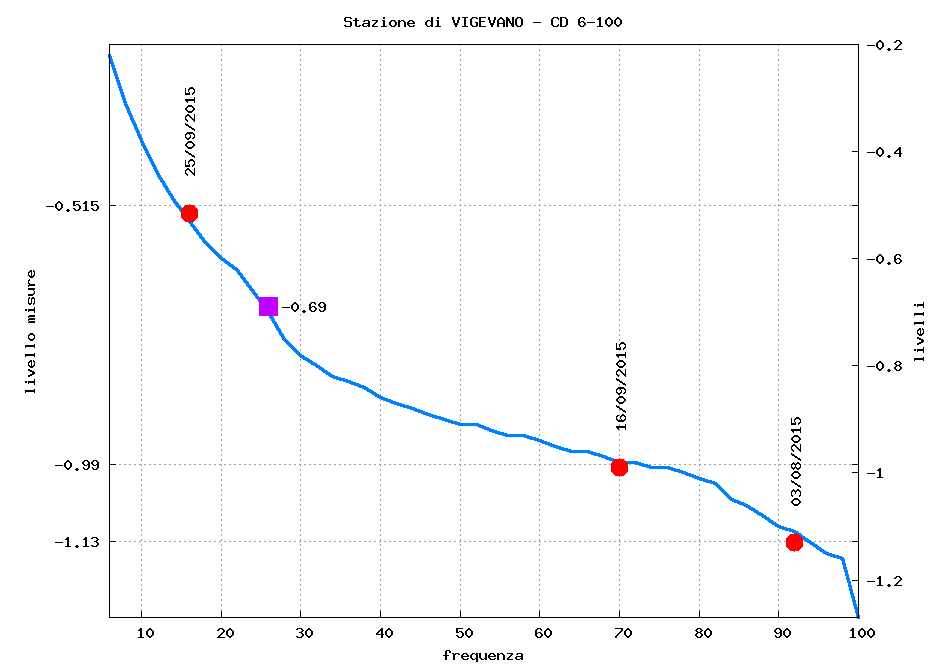 Stazione di VIGEVANO - CD 6-100
-0.2
25/09/2015
-0.4
-0.515
-0.6
livello misure
-0.69
livelli
16/09/2015
-0.8
03/08/2015
-0.99
-1
-1.13
-1.2
10 20 30 40 50 60 70 80 90 100
frequenza